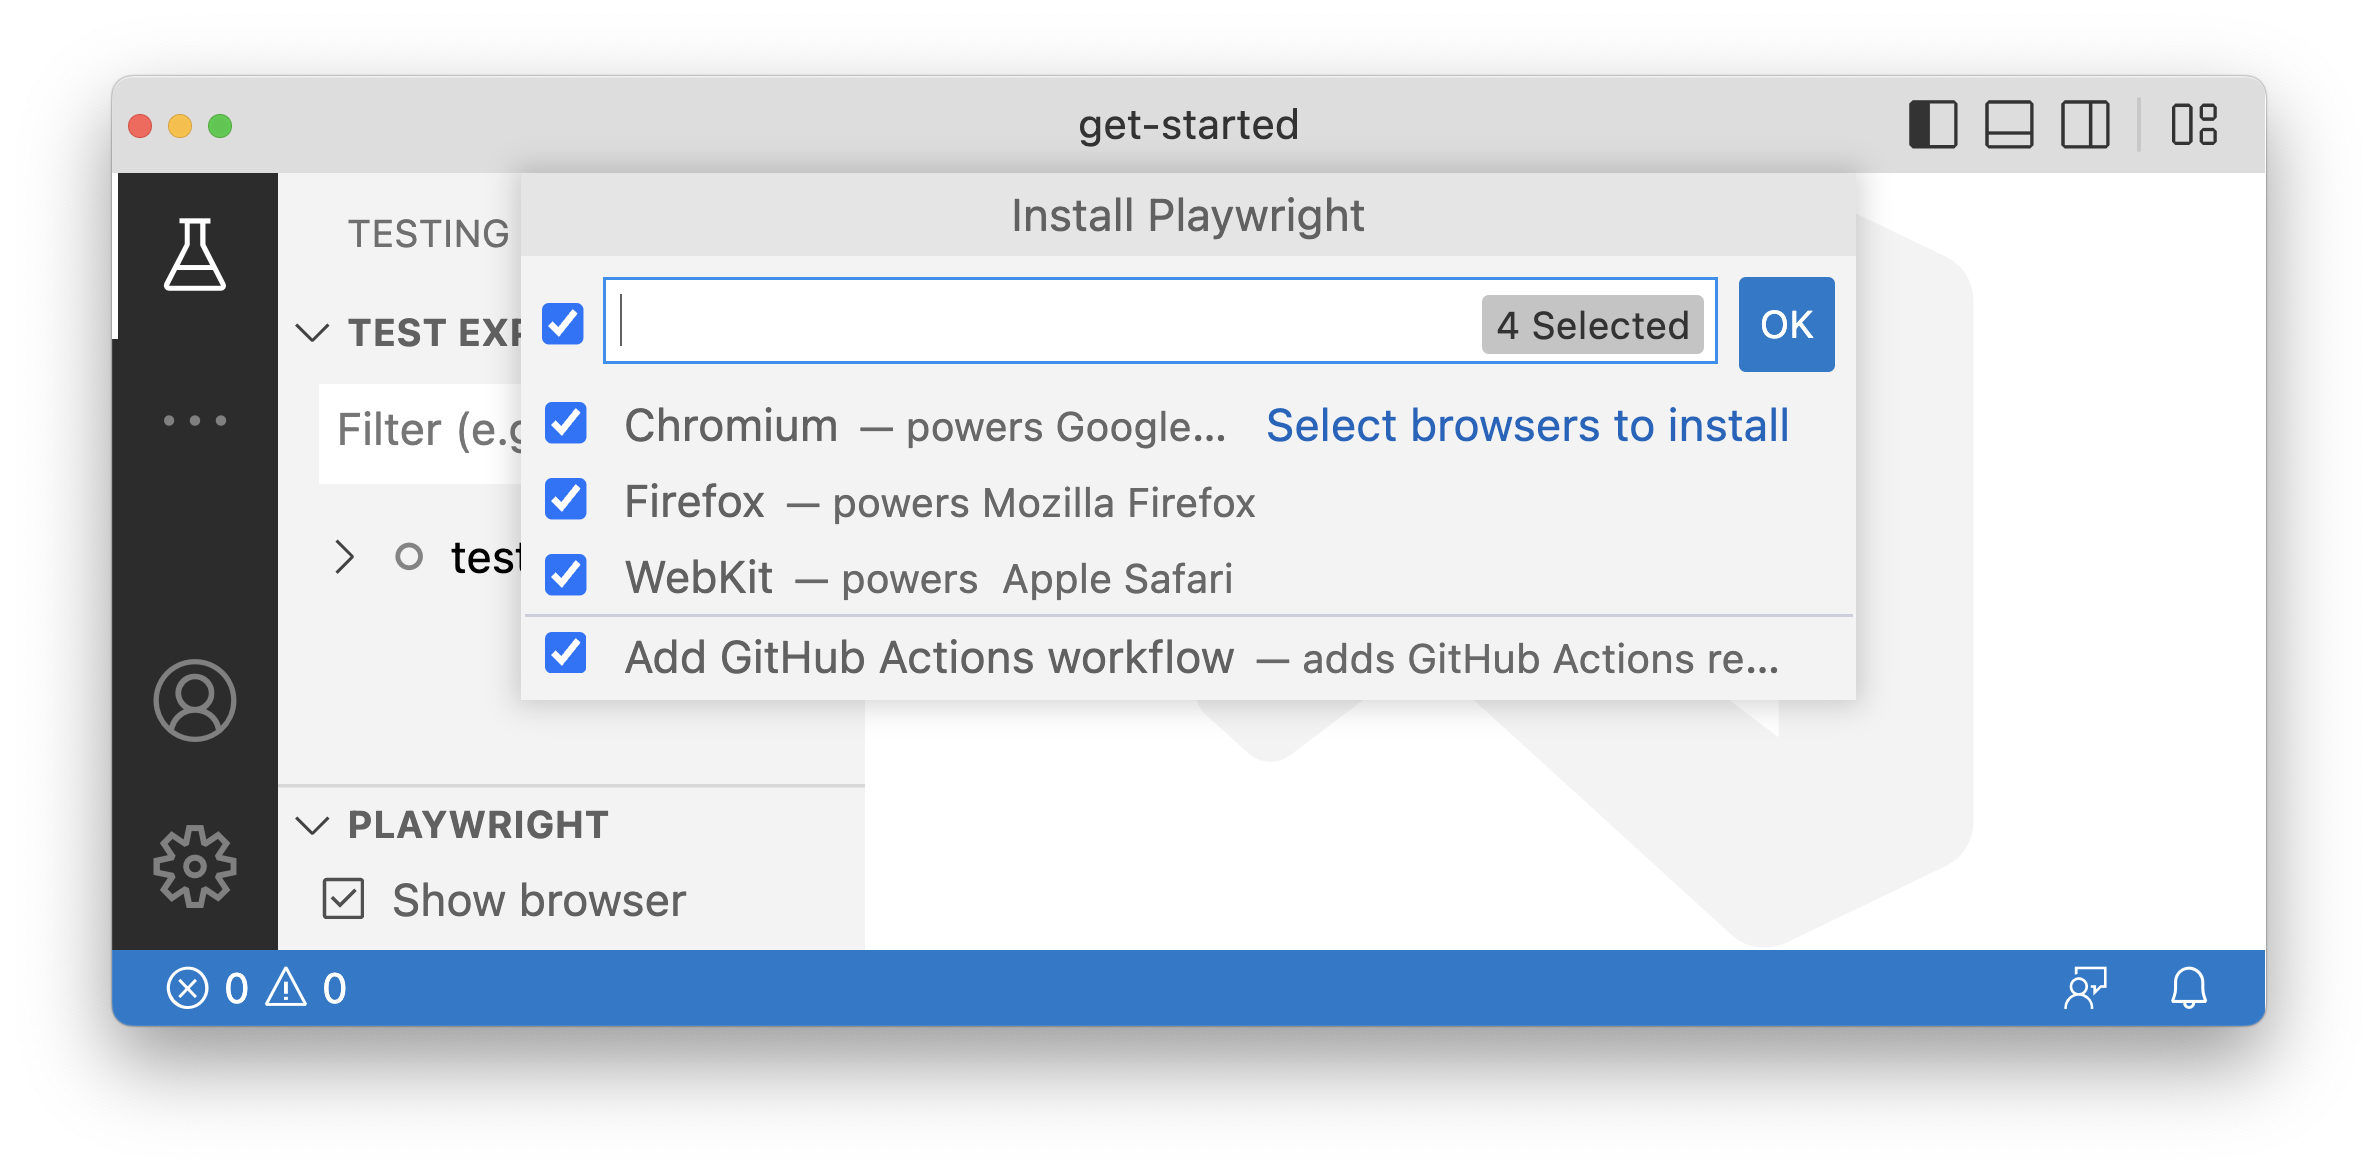 get-started
Install Playwright
4 Selected
OK
Chromium — powers Google... Select browsers to install
Firefox — powers Mozilla Firefox
WebKit — powers Apple Safari
Add GitHub Actions workflow — adds GitHub Actions re...
TESTING
TEST EXP
Filter (e.g
test
PLAYWRIGHT
Show browser
0 0